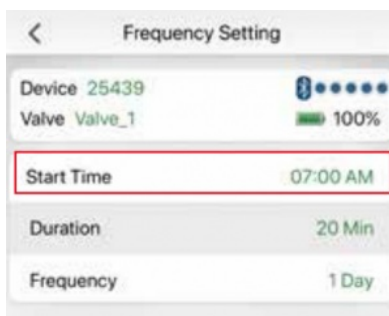 Frequency Setting
Device 25439
Valve Valve_1 100%
Start Time 07:00 AM
Duration 20 Min
Frequency 1 Day